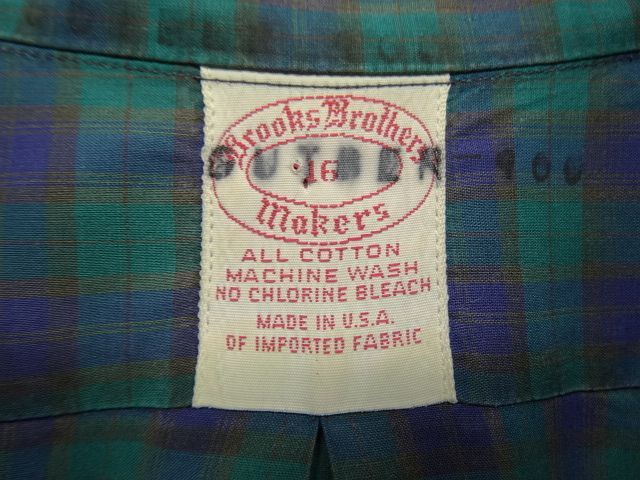 Brooks Brothers
16
Makers
ALL COTTON
MACHINE WASH
NO CHLORINE BLEACH
MADE IN U.S.A.
OF IMPORTED FABRIC